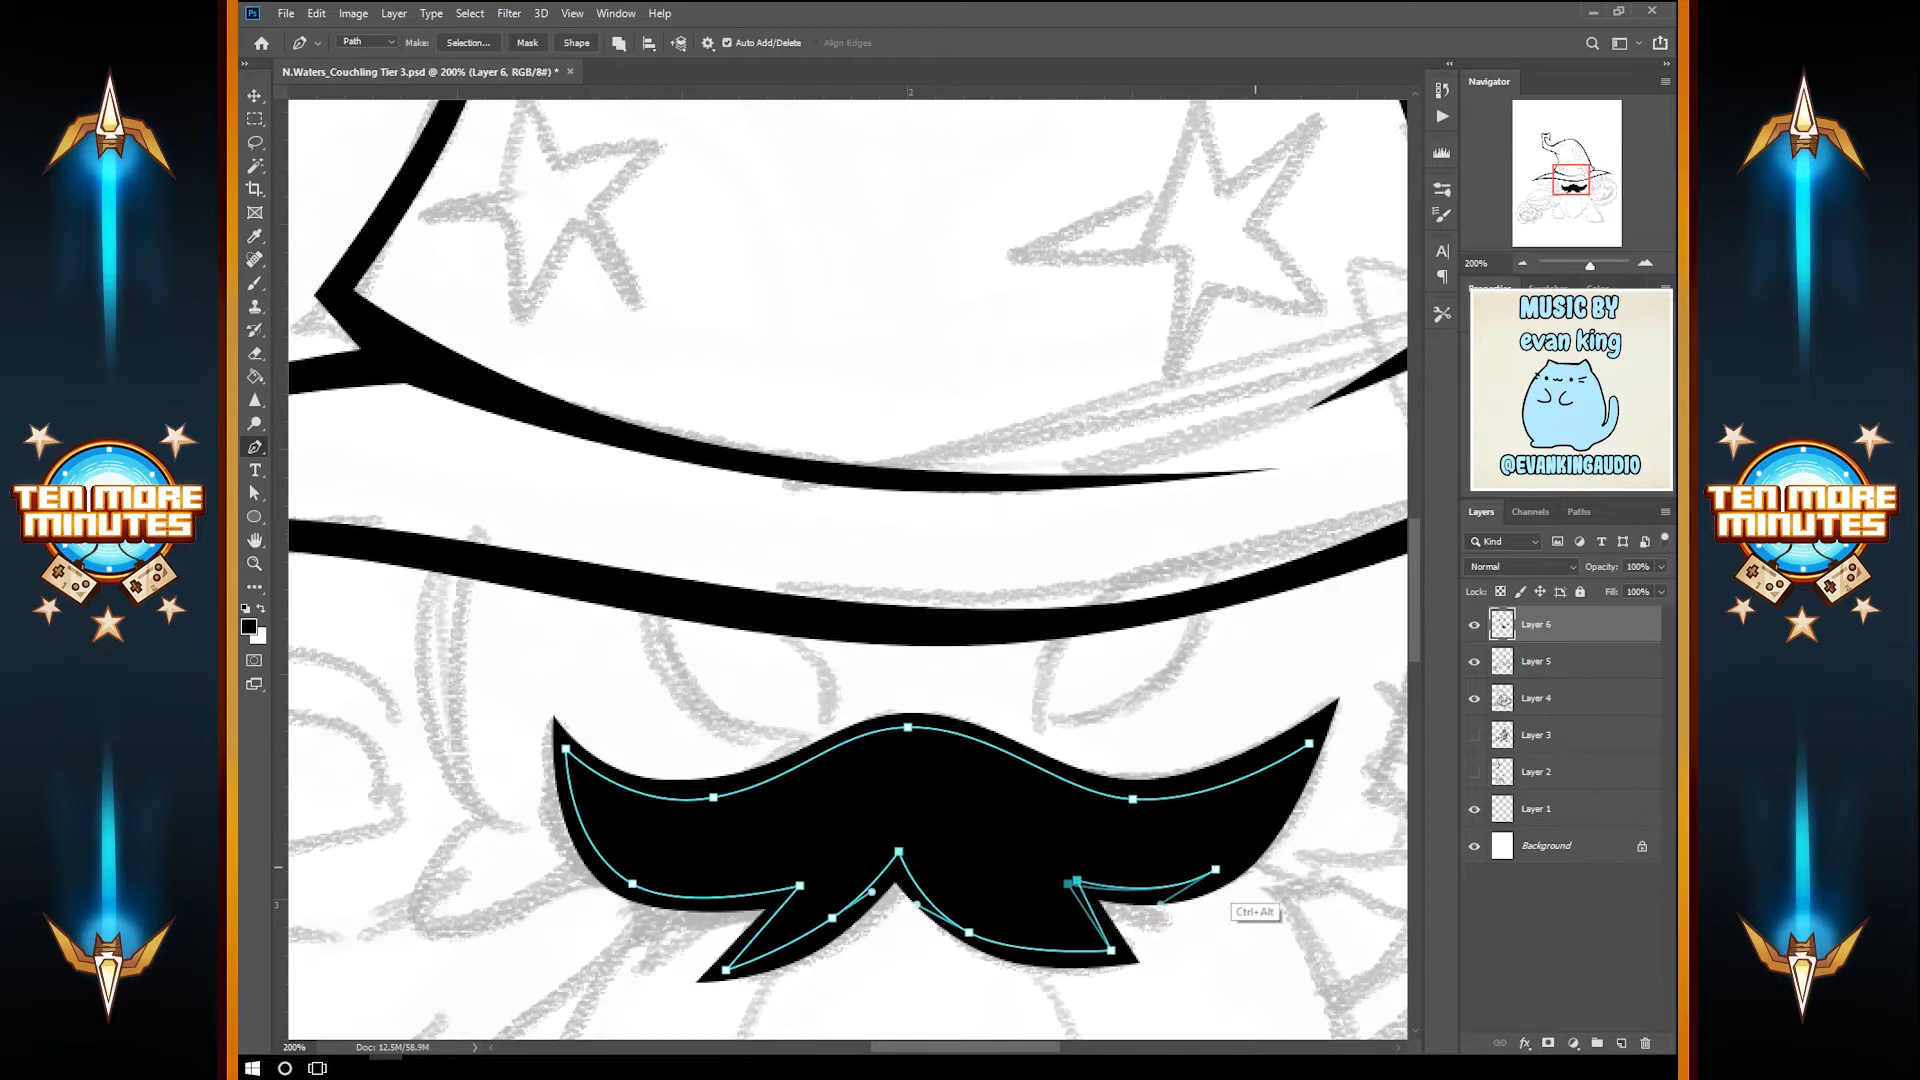 Ps File Edit Image Layer Type Select Filter 3D View Window Help
Path Make: Selection... Mask Shape Auto Add/Delete Align Edges
N.Waters_Couchling Tier 3.psd @ 200% (Layer 6, RGB/8#) *
2
Navigator
200%
MUSIC BY
evan king
@EVANKINGAUDIO
TEN MORE
MINUTES
TEN MORE
MINUTES
Layers Channels Paths
Kind
Normal Opacity: 100%
Lock: Fill: 100%
Layer 6
Layer 5
Layer 4
Layer 3
Layer 2
Layer 1
Background
3
Ctrl+Alt
200% Doc: 12.5M/58.9M